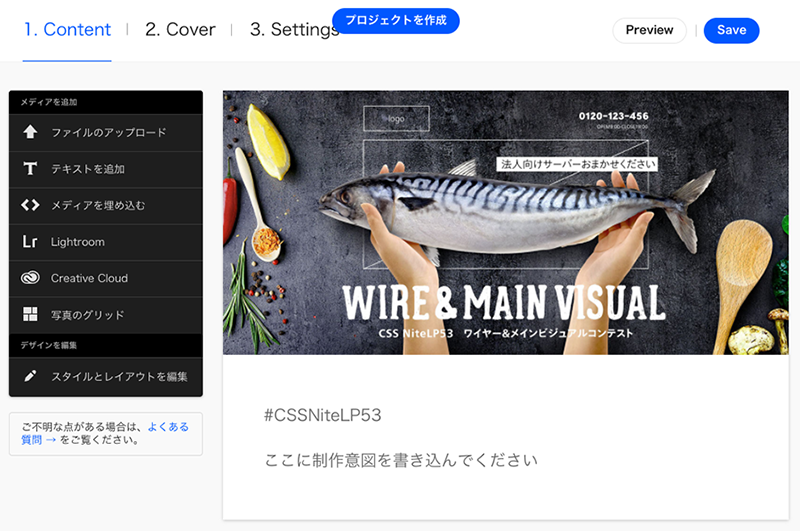 プロジェクトを作成
1. Content
2. Cover
3. Settings
Preview
Save
メディアを追加
ファイルのアップロード
テキストを追加
メディアを埋め込む
Lr Lightroom
Creative Cloud
写真のグリッド
デザインを編集
スタイルとレイアウトを編集
ご不明な点がある場合は、よくある
質問 → をご覧ください。
logo
0120-123-456
法人向けサーバーおまかせください
WIRE & MAIN VISUAL
CSS NiteLP53 ワイヤー&メインビジュアルコンテスト
#CSSNiteLP53
ここに制作意図を書き込んでください